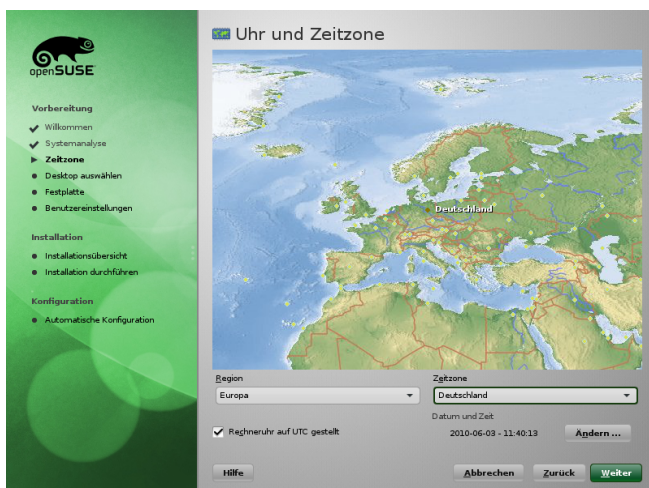 openSUSE
Vorbereitung
Willkommen
Systemanalyse
Zeitzone
Desktop auswählen
Festplatte
Benutzereinstellungen
Installation
Installationsübersicht
Installation durchführen
Konfiguration
Automatische Konfiguration
Uhr und Zeitzone
Deutschland
Region
Zeitzone
Europa
Deutschland
Datum und Zeit
Rechneruhr auf UTC gestellt
2010-06-03 - 11:40:13
Ändern ...
Hilfe
Abbrechen
Zurück
Weiter